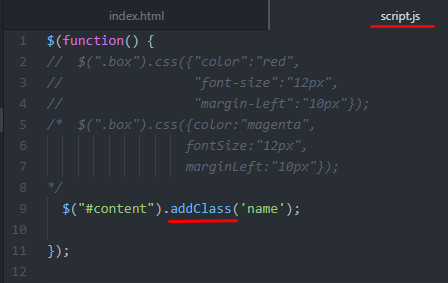 index.html script.js
1 $(function() {
2 //  $(".box").css({"color":"red",
3 //                 "font-size":"12px",
4 //                 "margin-left":"10px"});
5 /*  $(".box").css({color:"magenta",
6                    fontSize:"12px",
7                    marginLeft:"10px"});
8 */
9   $("#content").addClass('name');
10
11 });
12